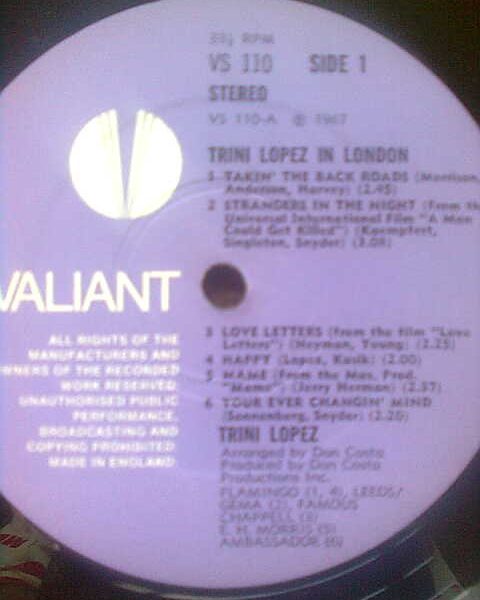 33⅓ RPM
VS 110 SIDE 1
STEREO
VS 110-A ℗ 1967
TRINI LOPEZ IN LONDON
1 TAKIN' THE BACK ROADS (Morrison,
Anderson, Harvey) (2.45)
2 STRANGERS IN THE NIGHT (From the
Universal International Film "A Man
Could Get Killed") (Kaempfert,
Singleton, Snyder) (3.08)
VALIANT
ALL RIGHTS OF THE
MANUFACTURERS AND
OWNERS OF THE RECORDED
WORK RESERVED.
UNAUTHORISED PUBLIC
PERFORMANCE,
BROADCASTING AND
COPYING PROHIBITED.
MADE IN ENGLAND
3 LOVE LETTERS (from the film "Love
Letters") (Heyman, Young) (2.25)
4 HAPPY (Lopez, Kusik) (2.00)
5 MAME (From the Mus. Prod.
"Mame") (Jerry Herman) (2.37)
6 YOUR EVER CHANGIN' MIND
(Sonnenberg, Snyder) (2.20)
TRINI LOPEZ
Arranged by Don Costa
Produced by Don Costa
Productions Inc.
FLAMINGO (1, 4), LEEDS/
GEMA (2), FAMOUS
CHAPPELL (3)
E. H. MORRIS (5)
AMBASSADOR (6)